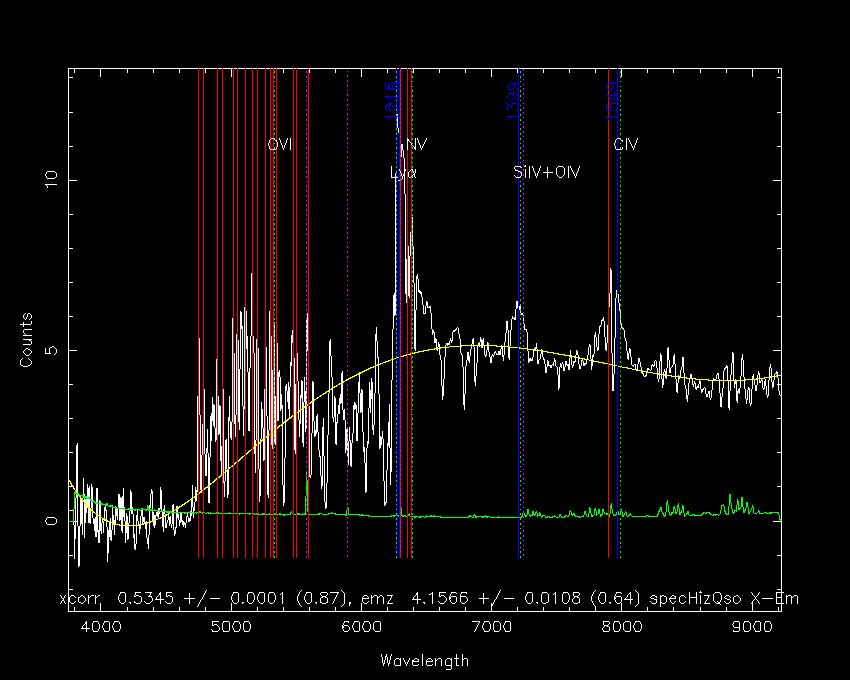 1215
1399
1549
OVI
NV
CIV
Lyα
SiIV+OIV
10
5
0
Counts
xcorr 0.5345 +/- 0.0001 (0.87), emz 4.1566 +/- 0.0108 (0.64) specHizQso X-Em
4000 5000 6000 7000 8000 9000
Wavelength